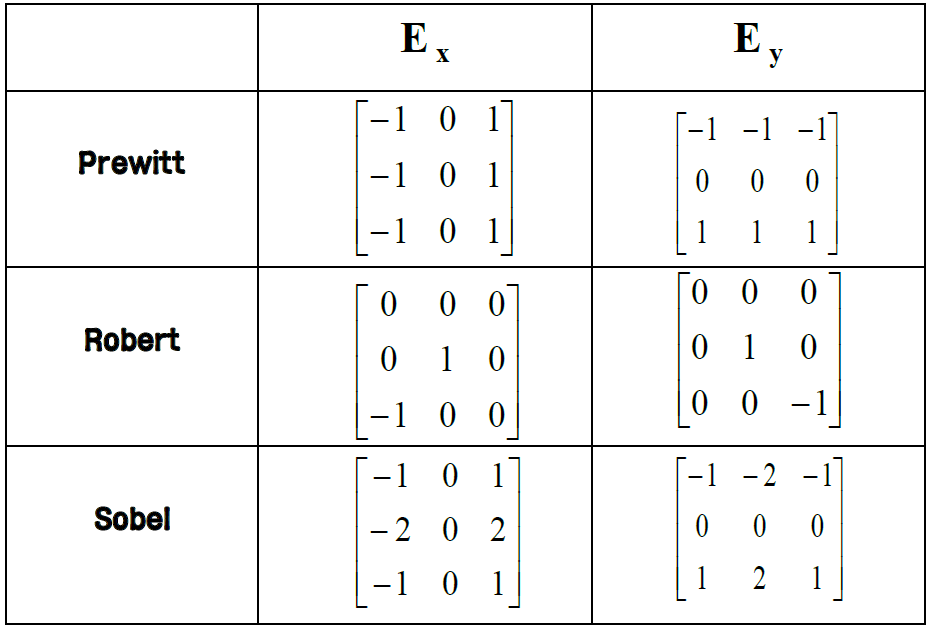 E x E y
Prewitt
-1 0 1 -1 -1 -1
-1 0 1 0 0 0
-1 0 1 1 1 1
Robert
0 0 0 0 0 0
0 1 0 0 1 0
-1 0 0 0 0 -1
Sobel
-1 0 1 -1 -2 -1
-2 0 2 0 0 0
-1 0 1 1 2 1